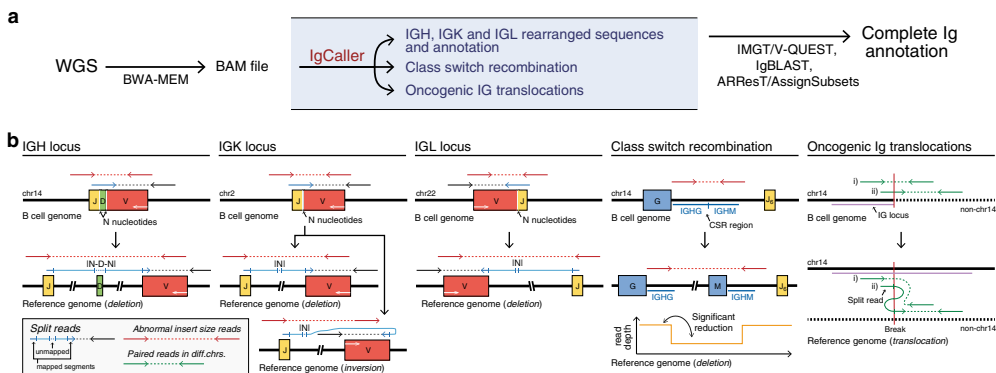 a
WGS
BWA-MEM
BAM file
IgCaller
IGH, IGK and IGL rearranged sequences
and annotation
Class switch recombination
Oncogenic IG translocations
IMGT/V-QUEST,
IgBLAST,
ARResT/AssignSubsets
Complete Ig
annotation
b
IGH locus
chr14
J
D
V
B cell genome
N nucleotides
IN-D-NI
J
D
V
Reference genome (deletion)
Split reads
unmapped
mapped segments
Abnormal insert size reads
Paired reads in diff.chrs.
IGK locus
chr2
J
V
B cell genome
N nucleotides
INI
J
V
Reference genome (deletion)
INI
J
V
Reference genome (inversion)
IGL locus
chr22
V
J
B cell genome
N nucleotides
INI
V
J
Reference genome (deletion)
Class switch recombination
chr14
G
J6
IGHG
IGHM
B cell genome
CSR region
G
M
J6
IGHG
IGHM
read
depth
Significant
reduction
Reference genome (deletion)
Oncogenic Ig translocations
i)
ii)
chr14
non-chr14
B cell genome
IG locus
chr14
i)
ii)
Split read
Break
non-chr14
Reference genome (translocation)